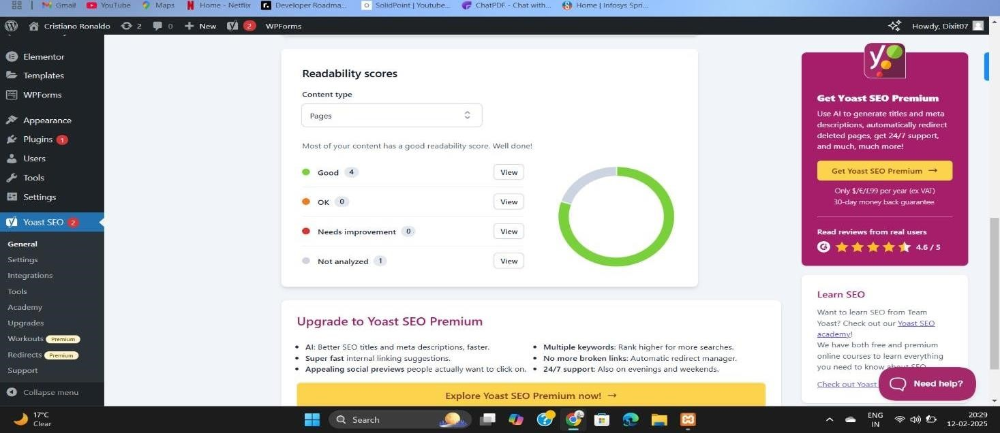 Gmail YouTube Maps Home - Netflix Developer Roadma... SolidPoint | Youtube... ChatPDF - Chat with... Home | Infosys Spri...
Cristiano Ronaldo 2 0 New 2 WPForms Howdy, Dixit07
Elementor
Templates
WPForms
Appearance
Plugins 1
Users
Tools
Settings
Yoast SEO 2
General
Settings
Integrations
Tools
Academy
Upgrades
Workouts Premium
Redirects Premium
Support
Collapse menu
Readability scores
Content type
Pages
Most of your content has a good readability score. Well done!
Good 4 View
OK 0 View
Needs improvement 0 View
Not analyzed 1 View
Upgrade to Yoast SEO Premium
AI: Better SEO titles and meta descriptions, faster.
Super fast internal linking suggestions.
Appealing social previews people actually want to click on.
Multiple keywords: Rank higher for more searches.
No more broken links: Automatic redirect manager.
24/7 support: Also on evenings and weekends.
Explore Yoast SEO Premium now! →
y
Get Yoast SEO Premium
Use AI to generate titles and meta
descriptions, automatically redirect
deleted pages, get 24/7 support,
and much, much more!
Get Yoast SEO Premium →
Only $/€/£99 per year (ex VAT)
30-day money back guarantee.
Read reviews from real users
4.6 / 5
Learn SEO
Want to learn SEO from Team
Yoast? Check out our Yoast SEO
academy!
We have both free and premium
online courses to learn everything
you need to know about SEO.
Check out Yoast
Need help?
17°C
Clear
Search
ENG
IN
20:29
12-02-2025